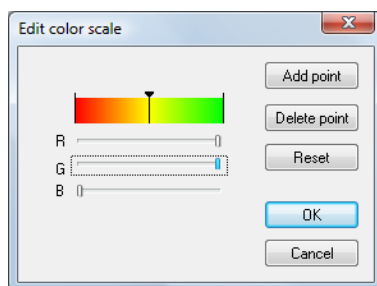 Edit color scale
Add point
Delete point
Reset
R
G
B
OK
Cancel